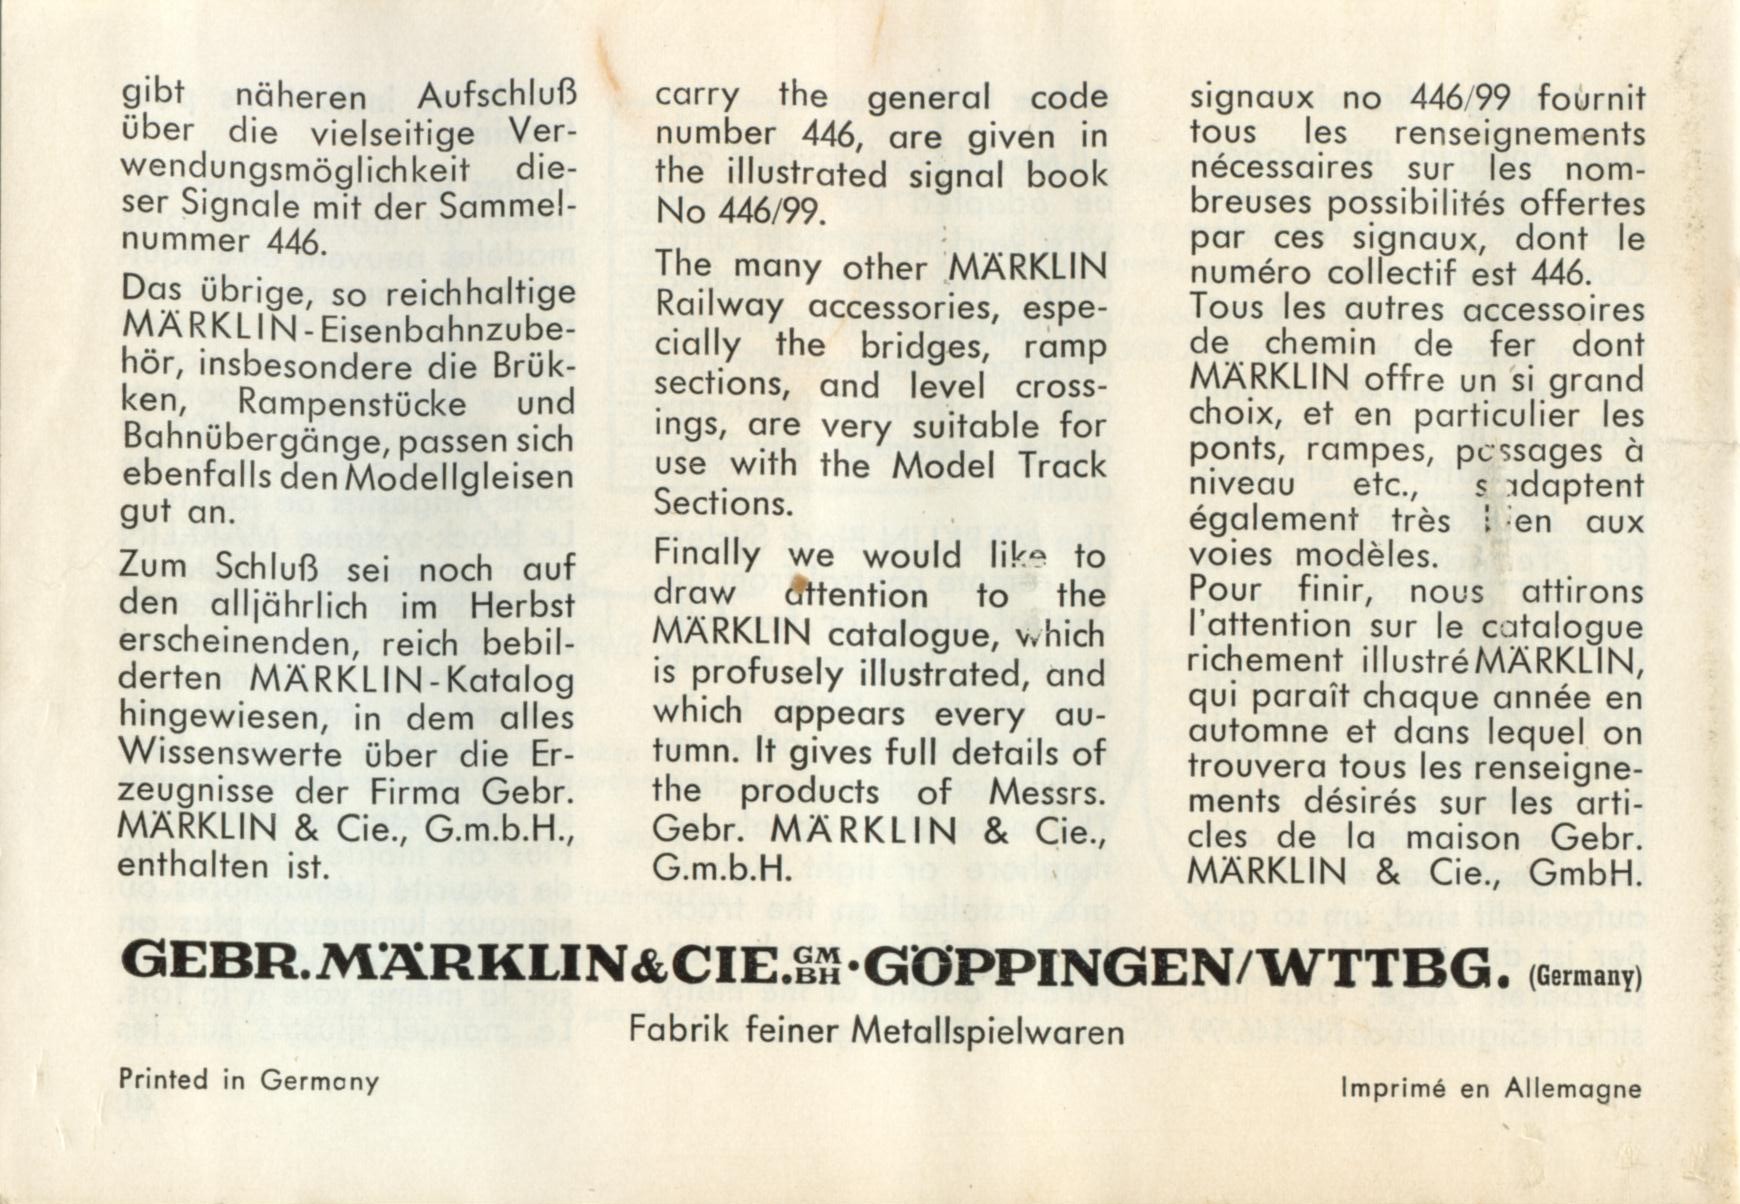 gibt näheren Aufschluß
über die vielseitige Ver-
wendungsmöglichkeit die-
ser Signale mit der Sammel-
nummer 446.
Das übrige, so reichhaltige
MÄRKLIN-Eisenbahnzube-
hör, insbesondere die Brük-
ken, Rampenstücke und
Bahnübergänge, passen sich
ebenfalls den Modellgleisen
gut an.
Zum Schluß sei noch auf
den alljährlich im Herbst
erscheinenden, reich bebil-
derten MÄRKLIN-Katalog
hingewiesen, in dem alles
Wissenswerte über die Er-
zeugnisse der Firma Gebr.
MÄRKLIN & Cie., G.m.b.H.,
enthalten ist.
carry the general code
number 446, are given in
the illustrated signal book
No 446/99.
The many other MÄRKLIN
Railway accessories, espe-
cially the bridges, ramp
sections, and level cross-
ings, are very suitable for
use with the Model Track
Sections.
Finally we would like to
draw attention to the
MÄRKLIN catalogue, which
is profusely illustrated, and
which appears every au-
tumn. It gives full details of
the products of Messrs.
Gebr. MÄRKLIN & Cie.,
G.m.b.H.
signaux no 446/99 fournit
tous les renseignements
nécessaires sur les nom-
breuses possibilités offertes
par ces signaux, dont le
numéro collectif est 446.
Tous les autres accessoires
de chemin de fer dont
MÄRKLIN offre un si grand
choix, et en particulier les
ponts, rampes, passages à
niveau etc., s'adaptent
également très bien aux
voies modèles.
Pour finir, nous attirons
l'attention sur le catalogue
richement illustré MÄRKLIN,
qui paraît chaque année en
automne et dans lequel on
trouvera tous les renseigne-
ments désirés sur les arti-
cles de la maison Gebr.
MÄRKLIN & Cie., GmbH.
GEBR. MÄRKLIN & CIE. GMBH · GÖPPINGEN/WTTBG. (Germany)
Fabrik feiner Metallspielwaren
Printed in Germany
Imprimé en Allemagne